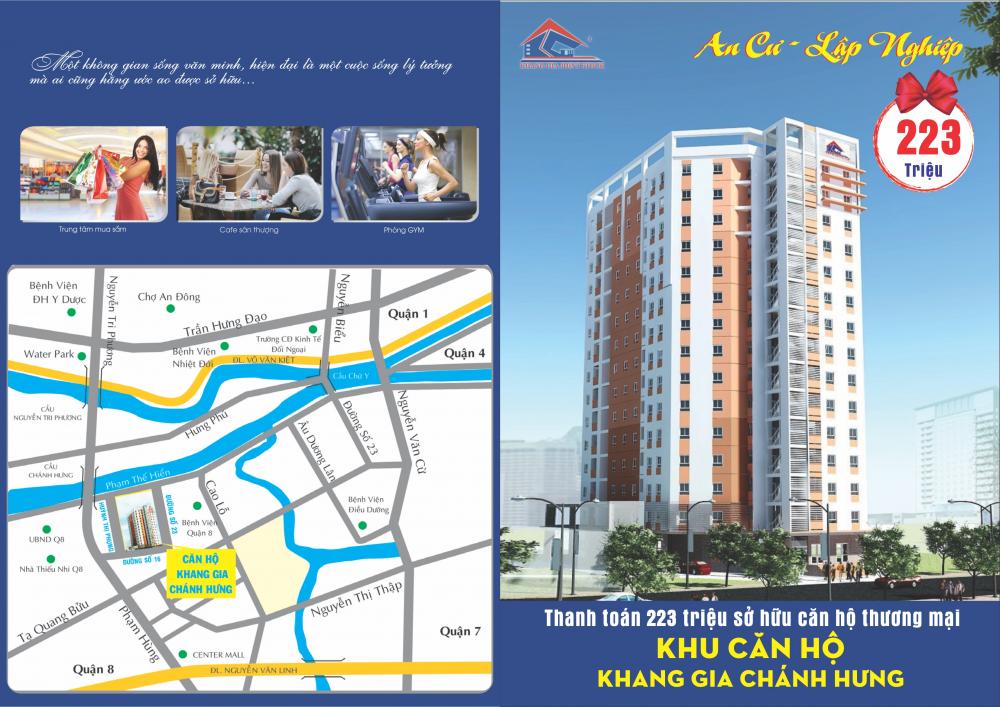 Một không gian sống văn minh, hiện đại là một cuộc sống lý tưởng
mà ai cũng hằng ước ao được sở hữu...
Trung tâm mua sắm
Cafe sân thượng
Phòng GYM
Bệnh Viện
ĐH Y Dược
Chợ An Đông
Nguyễn Tri Phương
Trần Hưng Đạo
Nguyễn Biểu
Quận 1
Water Park
Bệnh Viện
Nhiệt Đới
Trường CĐ Kinh Tế
Đối Ngoại
ĐL. VÕ VĂN KIỆT
Quận 4
Cầu Chữ Y
CẦU
NGUYỄN TRI PHƯƠNG
Hưng Phú
Âu Dương Lân
Đường Số 23
Nguyễn Văn Cừ
CẦU
CHÁNH HƯNG
Phạm Thế Hiển
Cao Lỗ
HUỲNH THỊ PHỤNG
ĐƯỜNG SỐ 23
Bệnh Viện
Quận 8
Bệnh Viện
Điều Dưỡng
UBND Q8
Nhà Thiếu Nhi Q8
ĐƯỜNG SỐ 16
CĂN HỘ
KHANG GIA
CHÁNH HƯNG
Tạ Quang Bửu
Phạm Hùng
Nguyễn Thị Thập
Quận 7
CENTER MALL
Quận 8
ĐL. NGUYỄN VĂN LINH
KHANG GIA JOINT STOCK
An Cư - Lập Nghiệp
223
Triệu
Thanh toán 223 triệu sở hữu căn hộ thương mại
KHU CĂN HỘ
KHANG GIA CHÁNH HƯNG